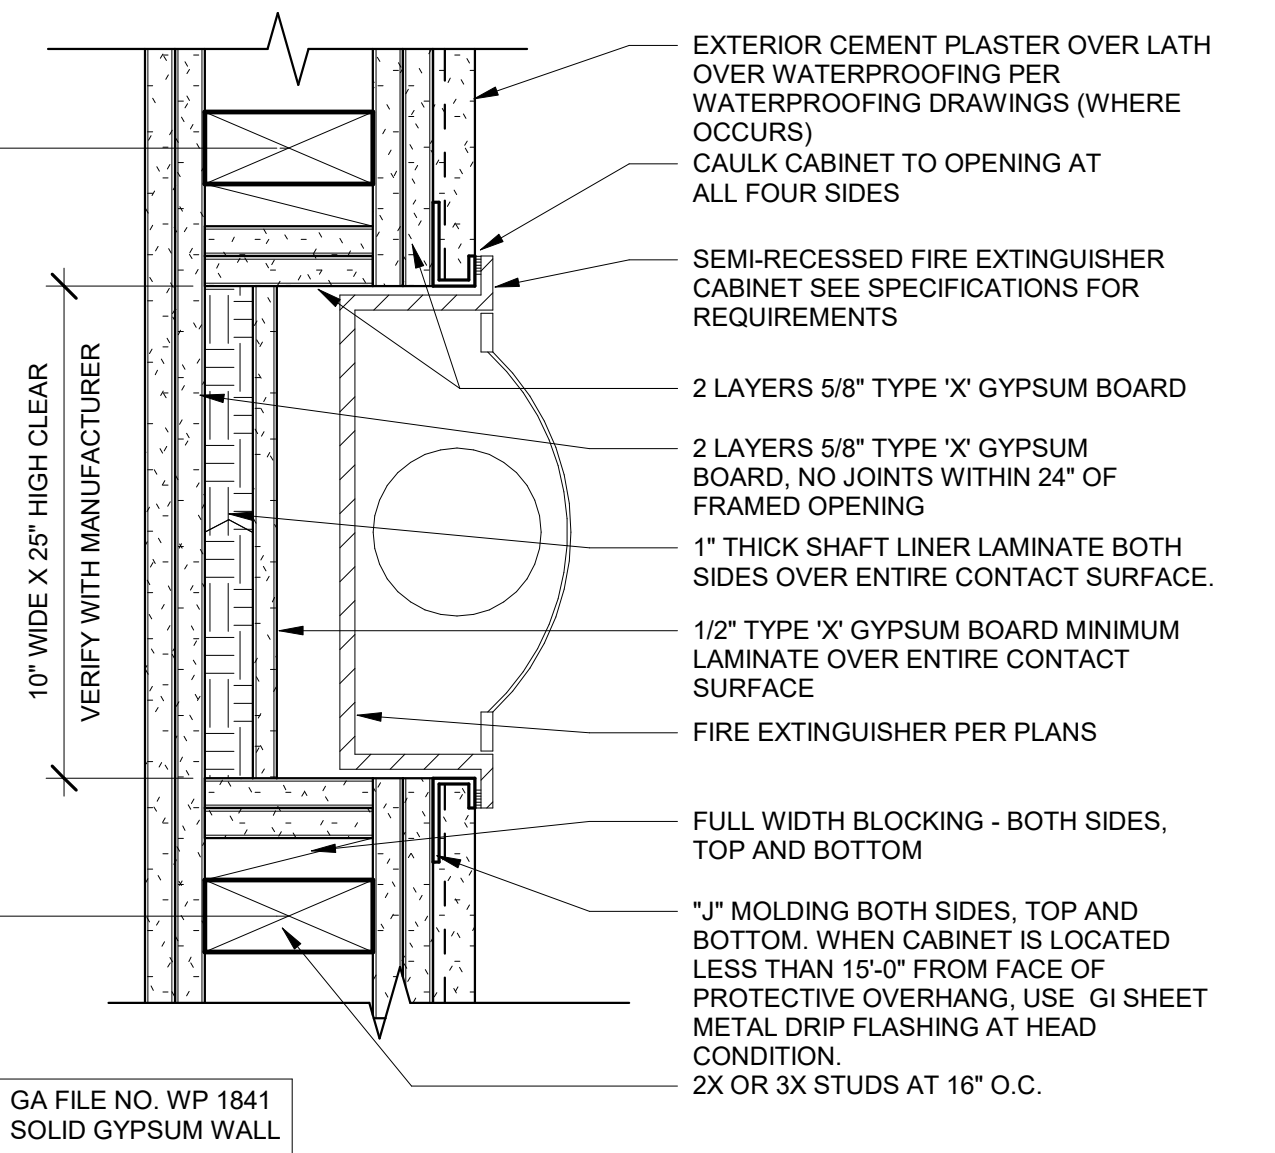 EXTERIOR CEMENT PLASTER OVER LATH
OVER WATERPROOFING PER
WATERPROOFING DRAWINGS (WHERE
OCCURS)
CAULK CABINET TO OPENING AT
ALL FOUR SIDES
SEMI-RECESSED FIRE EXTINGUISHER
CABINET SEE SPECIFICATIONS FOR
REQUIREMENTS
2 LAYERS 5/8" TYPE 'X' GYPSUM BOARD
2 LAYERS 5/8" TYPE 'X' GYPSUM
BOARD, NO JOINTS WITHIN 24" OF
FRAMED OPENING
1" THICK SHAFT LINER LAMINATE BOTH
SIDES OVER ENTIRE CONTACT SURFACE.
1/2" TYPE 'X' GYPSUM BOARD MINIMUM
LAMINATE OVER ENTIRE CONTACT
SURFACE
FIRE EXTINGUISHER PER PLANS
FULL WIDTH BLOCKING - BOTH SIDES,
TOP AND BOTTOM
"J" MOLDING BOTH SIDES, TOP AND
BOTTOM. WHEN CABINET IS LOCATED
LESS THAN 15'-0" FROM FACE OF
PROTECTIVE OVERHANG, USE  GI SHEET
METAL DRIP FLASHING AT HEAD
CONDITION.
2X OR 3X STUDS AT 16" O.C.
10" WIDE X 25" HIGH CLEAR
VERIFY WITH MANUFACTURER
GA FILE NO. WP 1841
SOLID GYPSUM WALL